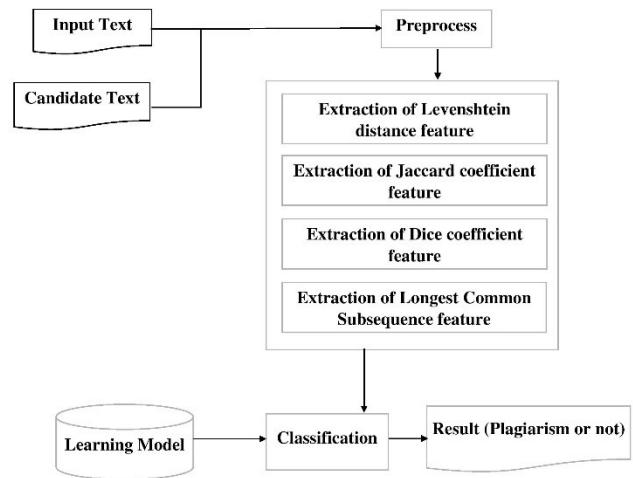 Input Text
Preprocess
Candidate Text
Extraction of Levenshtein
distance feature
Extraction of Jaccard coefficient
feature
Extraction of Dice coefficient
feature
Extraction of Longest Common
Subsequence feature
Learning Model
Classification
Result (Plagiarism or not)